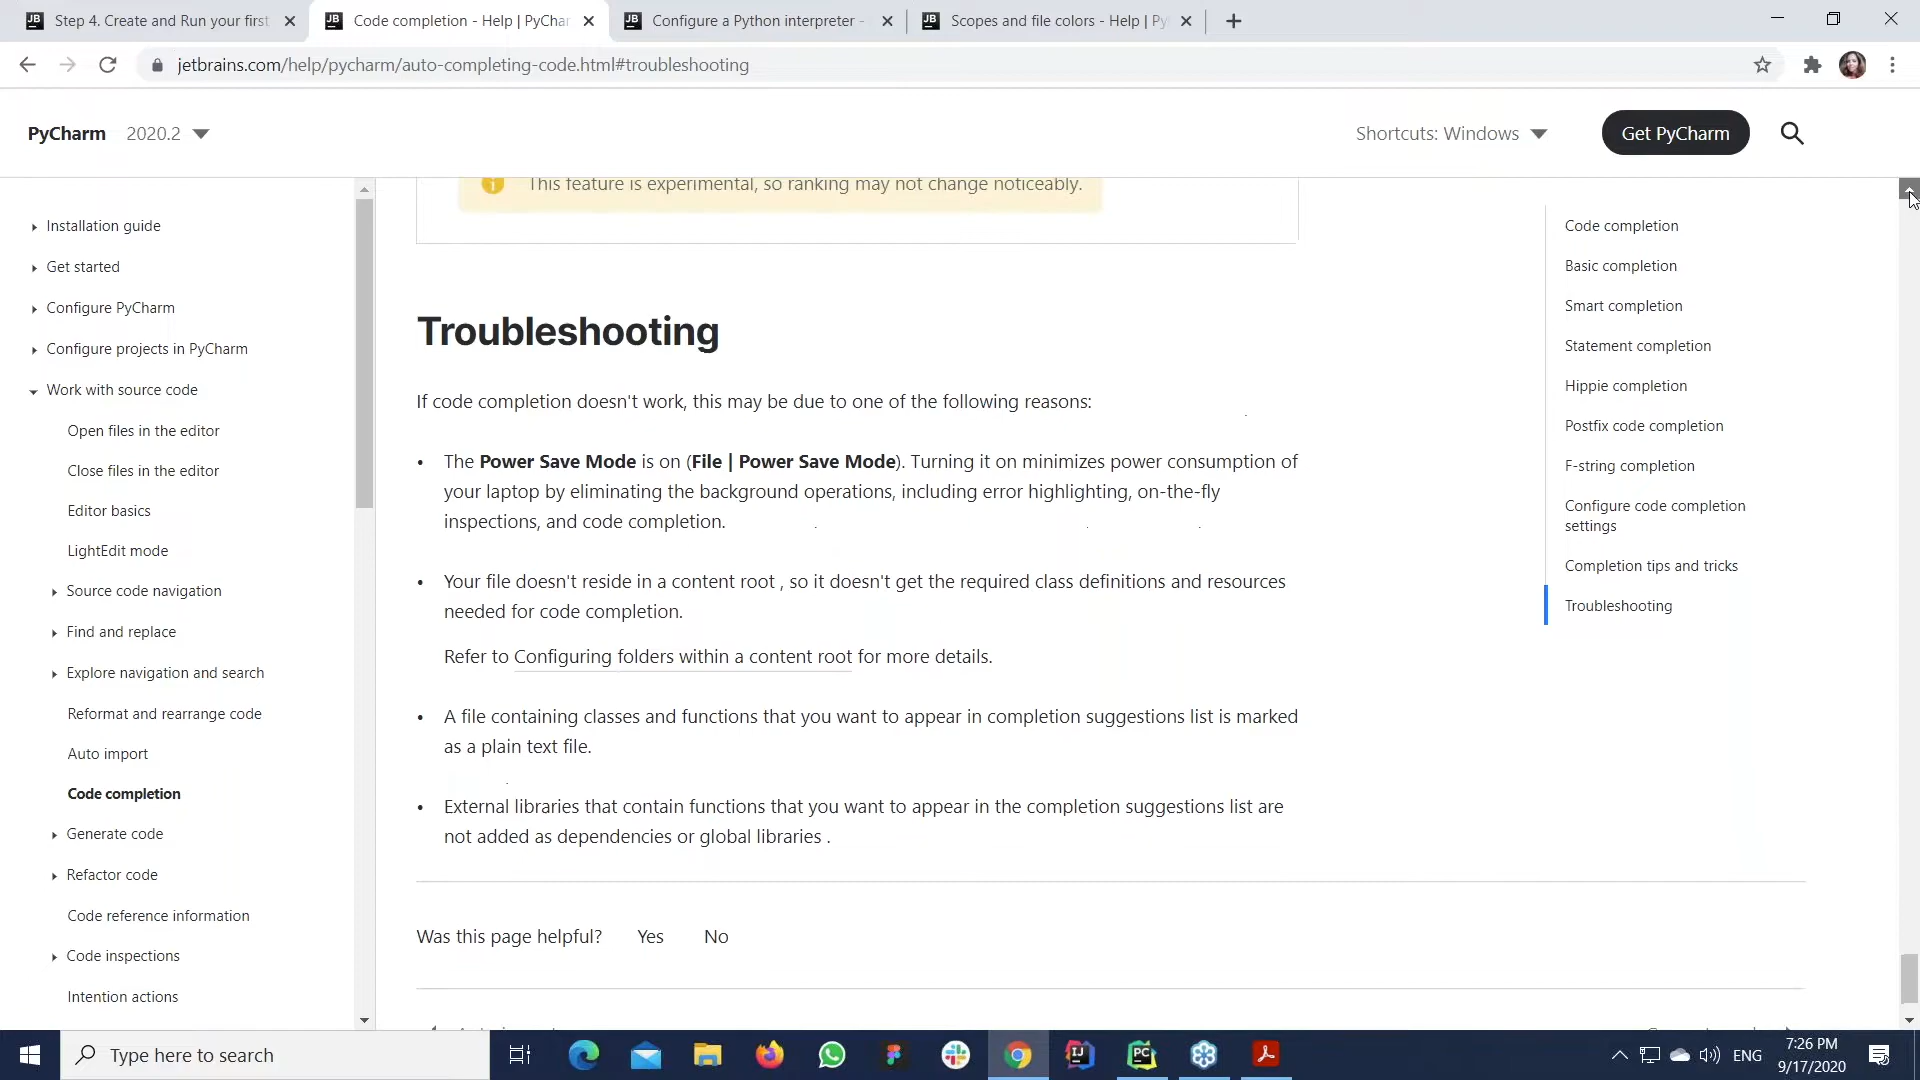 Step 4. Create and Run your first
Code completion - Help | PyChar
Configure a Python interpreter -
Scopes and file colors - Help | Py
jetbrains.com/help/pycharm/auto-completing-code.html#troubleshooting
PyCharm 2020.2
Shortcuts: Windows
Get PyCharm
Installation guide
Get started
Configure PyCharm
Configure projects in PyCharm
Work with source code
Open files in the editor
Close files in the editor
Editor basics
LightEdit mode
Source code navigation
Find and replace
Explore navigation and search
Reformat and rearrange code
Auto import
Code completion
Generate code
Refactor code
Code reference information
Code inspections
Intention actions
This feature is experimental, so ranking may not change noticeably.
Troubleshooting
If code completion doesn't work, this may be due to one of the following reasons:
• The Power Save Mode is on (File | Power Save Mode). Turning it on minimizes power consumption of
your laptop by eliminating the background operations, including error highlighting, on-the-fly
inspections, and code completion.
• Your file doesn't reside in a content root , so it doesn't get the required class definitions and resources
needed for code completion.
Refer to Configuring folders within a content root for more details.
• A file containing classes and functions that you want to appear in completion suggestions list is marked
as a plain text file.
• External libraries that contain functions that you want to appear in the completion suggestions list are
not added as dependencies or global libraries .
Was this page helpful? Yes No
Code completion
Basic completion
Smart completion
Statement completion
Hippie completion
Postfix code completion
F-string completion
Configure code completion
settings
Completion tips and tricks
Troubleshooting
Type here to search
ENG
7:26 PM
9/17/2020